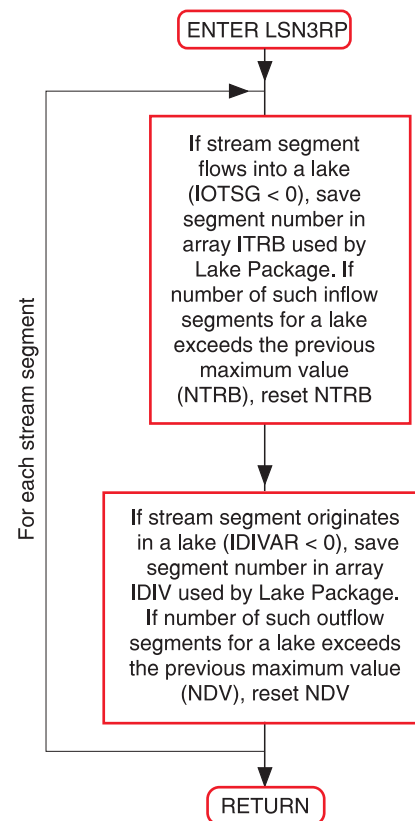 ENTER LSN3RP
If stream segment
flows into a lake
(IOTSG < 0), save
segment number in
array ITRB used by
Lake Package. If
number of such inflow
segments for a lake
exceeds the previous
maximum value
(NTRB), reset NTRB
For each stream segment
If stream segment originates
in a lake (IDIVAR < 0), save
segment number in array
IDIV used by Lake Package.
If number of such outflow
segments for a lake exceeds
the previous maximum value
(NDV), reset NDV
RETURN